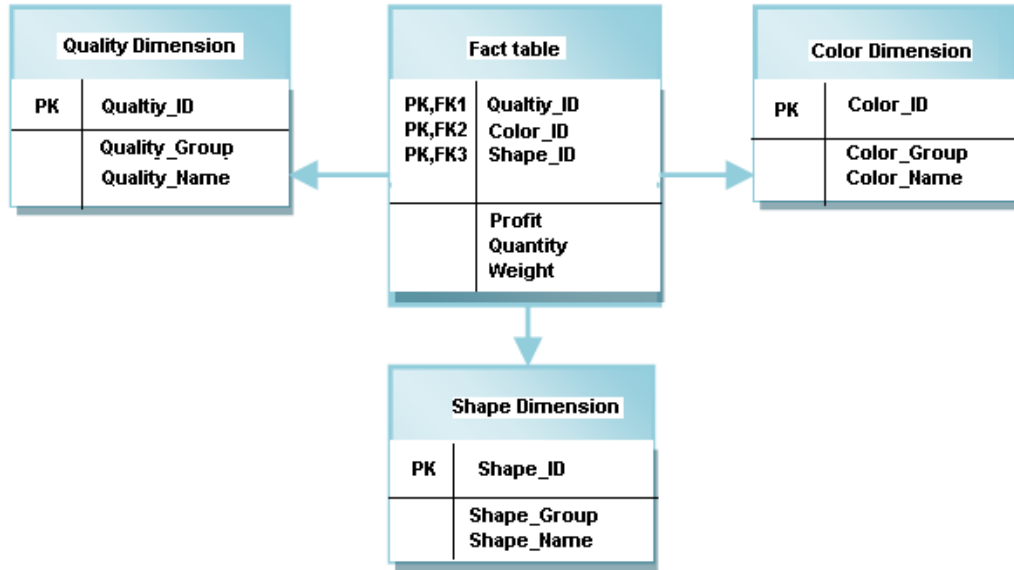 Quality Dimension
PK Qualtiy_ID
Quality_Group
Quality_Name
Fact table
PK,FK1 Qualtiy_ID
PK,FK2 Color_ID
PK,FK3 Shape_ID
Profit
Quantity
Weight
Color Dimension
PK Color_ID
Color_Group
Color_Name
Shape Dimension
PK Shape_ID
Shape_Group
Shape_Name